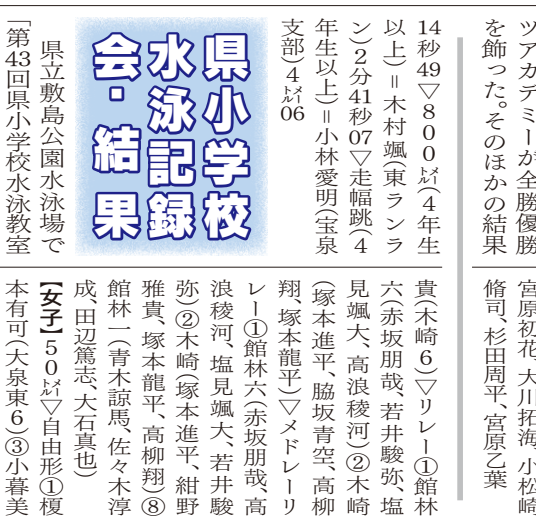 ツアカデミーが全勝優勝
を飾った。そのほかの結果
宮原初花、大川拓海、小松崎
脩司、杉田周平、宮原乙葉
14秒49▽800㍍(4年生
以上)=木村颯(東ランラ
ン)2分41秒07▽走幅跳(4
年生以上)=小林愛明(宝泉
支部)4㍍06
県小学校
水泳記録
会・結果
県立敷島公園水泳場で
「第43回県小学校水泳教室
貴(木崎6)▽リレー①館林
六(赤坂朋哉、若井駿弥、塩
見颯大、高浪稜河)②木崎
(塚本進平、脇坂青空、高柳
翔、塚本龍平)▽メドレーリ
レー①館林六(赤坂朋哉、高
浪稜河、塩見颯大、若井駿
弥)②木崎(塚本進平、紺野
雅貴、塚本龍平、高柳翔)⑧
館林一(青木諒馬、佐々木淳
成、田辺篤志、大石真也)
【女子】50㍍▽自由形①榎
本有可(大泉東6)③小暮美